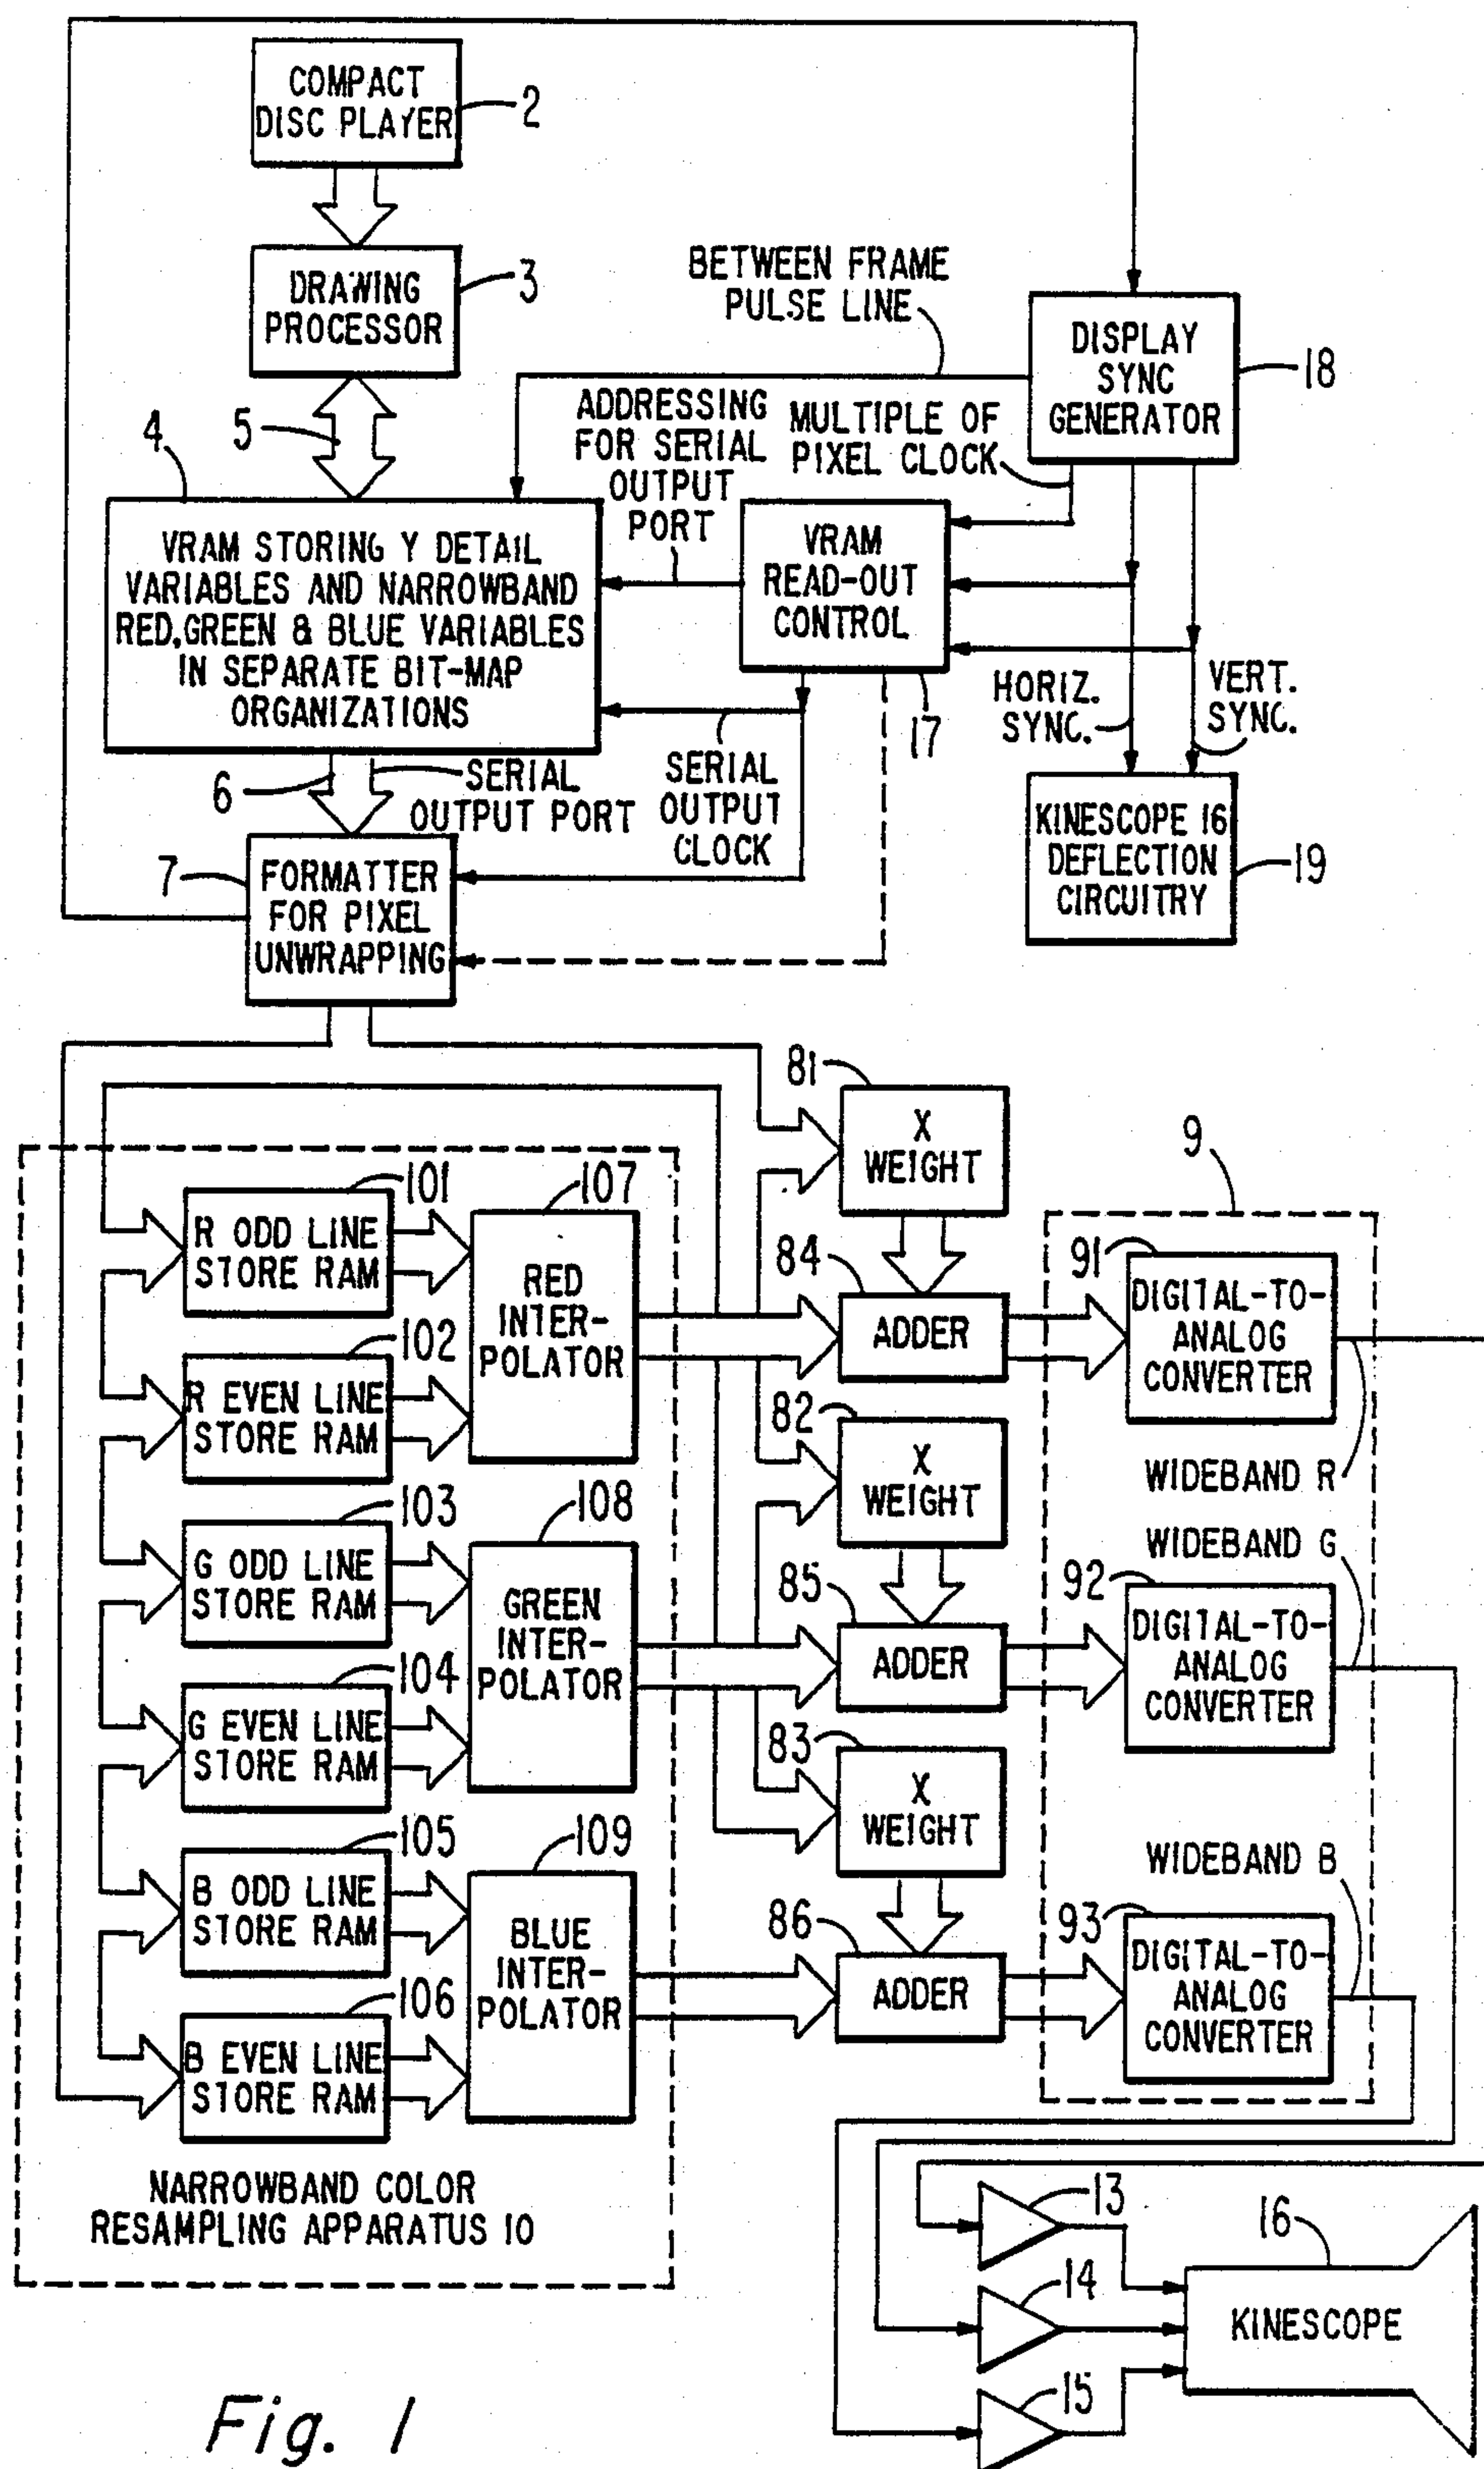 COMPACT
DISC PLAYER
2
DRAWING
PROCESSOR
3
BETWEEN FRAME
PULSE LINE
DISPLAY
SYNC
GENERATOR
18
4
5
ADDRESSING
FOR SERIAL
OUTPUT
PORT
MULTIPLE OF
PIXEL CLOCK
VRAM STORING Y DETAIL
VARIABLES AND NARROWBAND
RED, GREEN & BLUE VARIABLES
IN SEPARATE BIT-MAP
ORGANIZATIONS
VRAM
READ-OUT
CONTROL
17
HORIZ.
SYNC.
VERT.
SYNC.
6
SERIAL
OUTPUT PORT
SERIAL
OUTPUT
CLOCK
KINESCOPE 16
DEFLECTION
CIRCUITRY
19
7
FORMATTER
FOR PIXEL
UNWRAPPING
81
X
WEIGHT
9
101
R ODD LINE
STORE RAM
107
RED
INTER-
POLATOR
84
ADDER
91
DIGITAL-TO-
ANALOG
CONVERTER
102
R EVEN LINE
STORE RAM
82
X
WEIGHT
WIDEBAND R
103
G ODD LINE
STORE RAM
108
GREEN
INTER-
POLATOR
WIDEBAND G
85
ADDER
92
DIGITAL-TO-
ANALOG
CONVERTER
104
G EVEN LINE
STORE RAM
83
X
WEIGHT
105
B ODD LINE
STORE RAM
109
BLUE
INTER-
POLATOR
WIDEBAND B
86
ADDER
93
DIGITAL-TO-
ANALOG
CONVERTER
106
B EVEN LINE
STORE RAM
NARROWBAND COLOR
RESAMPLING APPARATUS 10
13
14
15
16
KINESCOPE
Fig. 1